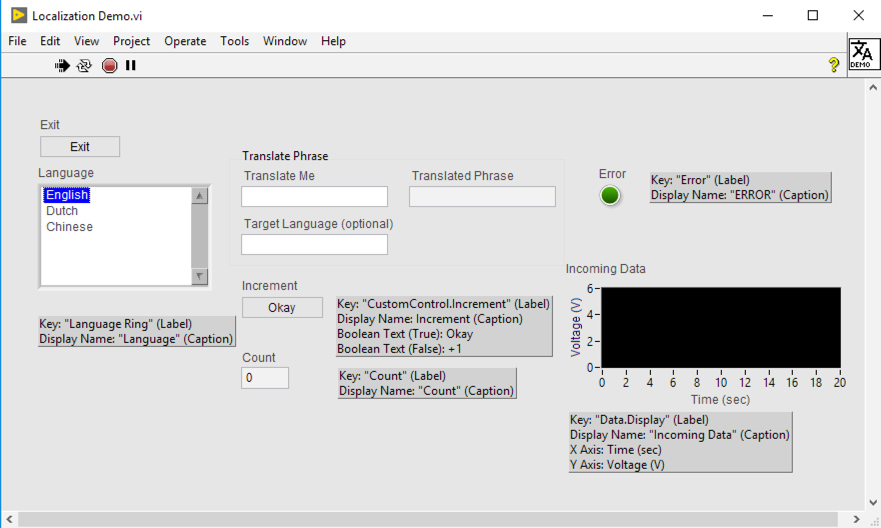 Localization Demo.vi
File Edit View Project Operate Tools Window Help
DEMO
Exit
Exit
Language
English
Dutch
Chinese
Key: "Language Ring" (Label)
Display Name: "Language" (Caption)
Translate Phrase
Translate Me
Translated Phrase
Target Language (optional)
Increment
Okay
Key: "CustomControl.Increment" (Label)
Display Name: Increment (Caption)
Boolean Text (True): Okay
Boolean Text (False): +1
Count
0
Key: "Count" (Label)
Display Name: "Count" (Caption)
Error
Key: "Error" (Label)
Display Name: "ERROR" (Caption)
Incoming Data
Voltage (V)
6
4
2
0
0 2 4 6 8 10 12 14 16 18 20
Time (sec)
Key: "Data.Display" (Label)
Display Name: "Incoming Data" (Caption)
X Axis: Time (sec)
Y Axis: Voltage (V)